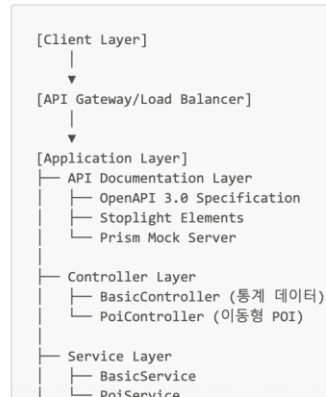 [Client Layer]
│
▼
[API Gateway/Load Balancer]
│
▼
[Application Layer]
├── API Documentation Layer
│   ├── OpenAPI 3.0 Specification
│   ├── Stoplight Elements
│   └── Prism Mock Server
│
├── Controller Layer
│   ├── BasicController (통계 데이터)
│   └── PoiController (이동형 POI)
│
├── Service Layer
│   ├── BasicService
│   └── PoiService